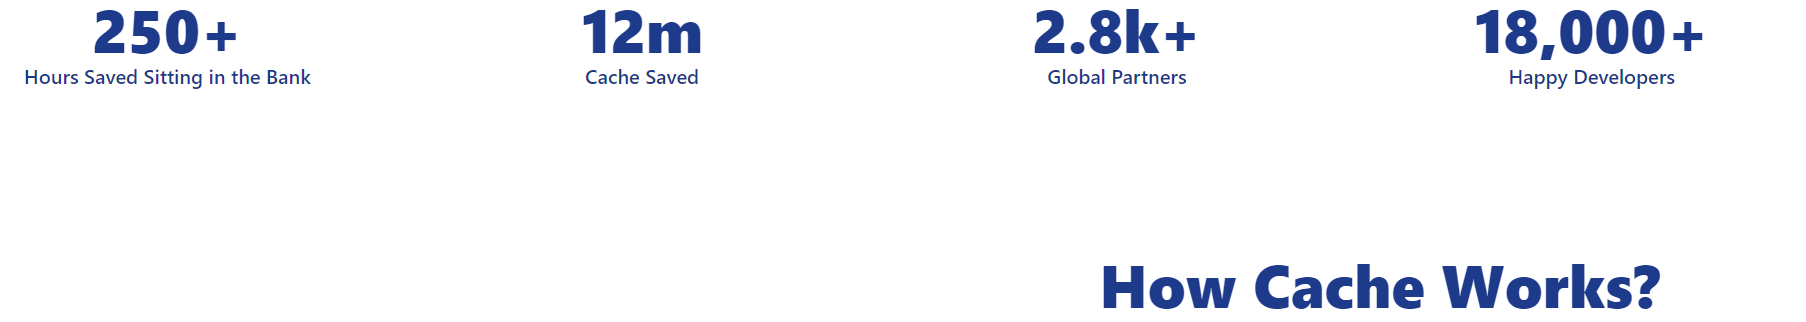 250+
Hours Saved Sitting in the Bank
12m
Cache Saved
2.8k+
Global Partners
18,000+
Happy Developers
How Cache Works?